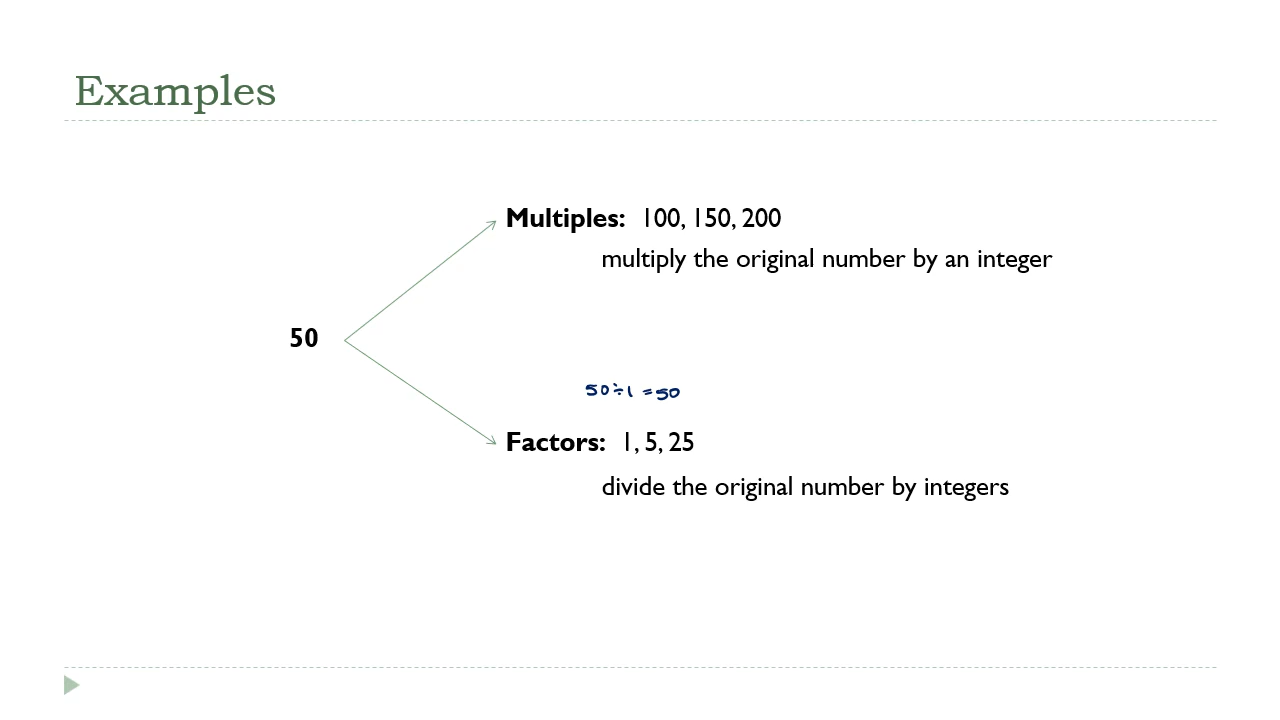 Examples
Multiples: 100, 150, 200
multiply the original number by an integer
50
50÷1 =50
Factors: 1, 5, 25
divide the original number by integers